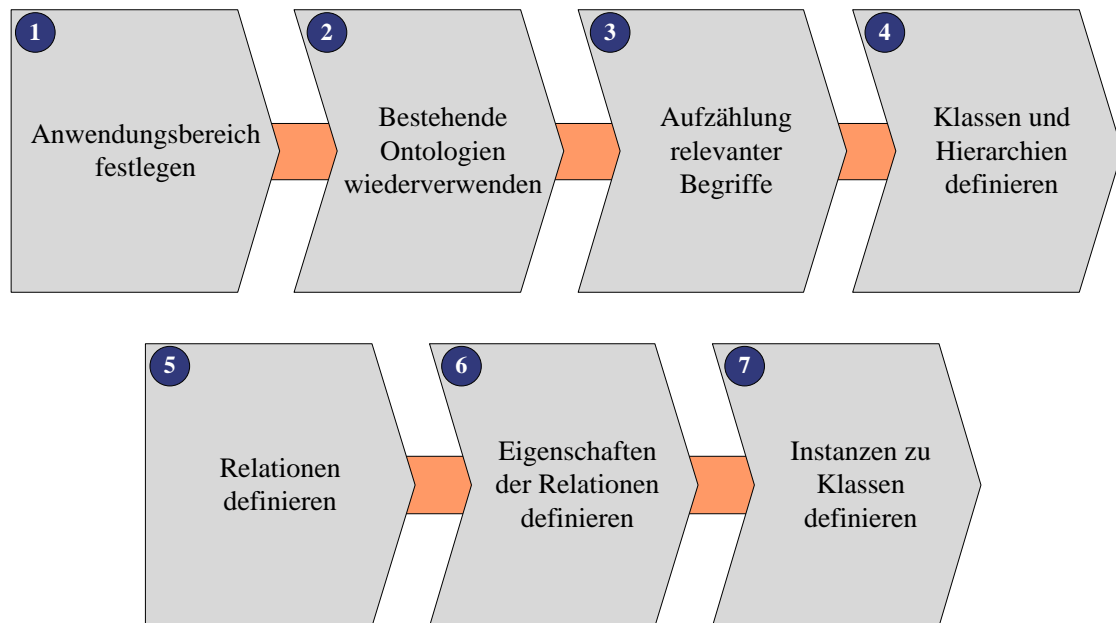 1
Anwendungsbereich
festlegen
2
Bestehende
Ontologien
wiederverwenden
3
Aufzählung
relevanter
Begriffe
4
Klassen und
Hierarchien
definieren
5
Relationen
definieren
6
Eigenschaften
der Relationen
definieren
7
Instanzen zu
Klassen
definieren